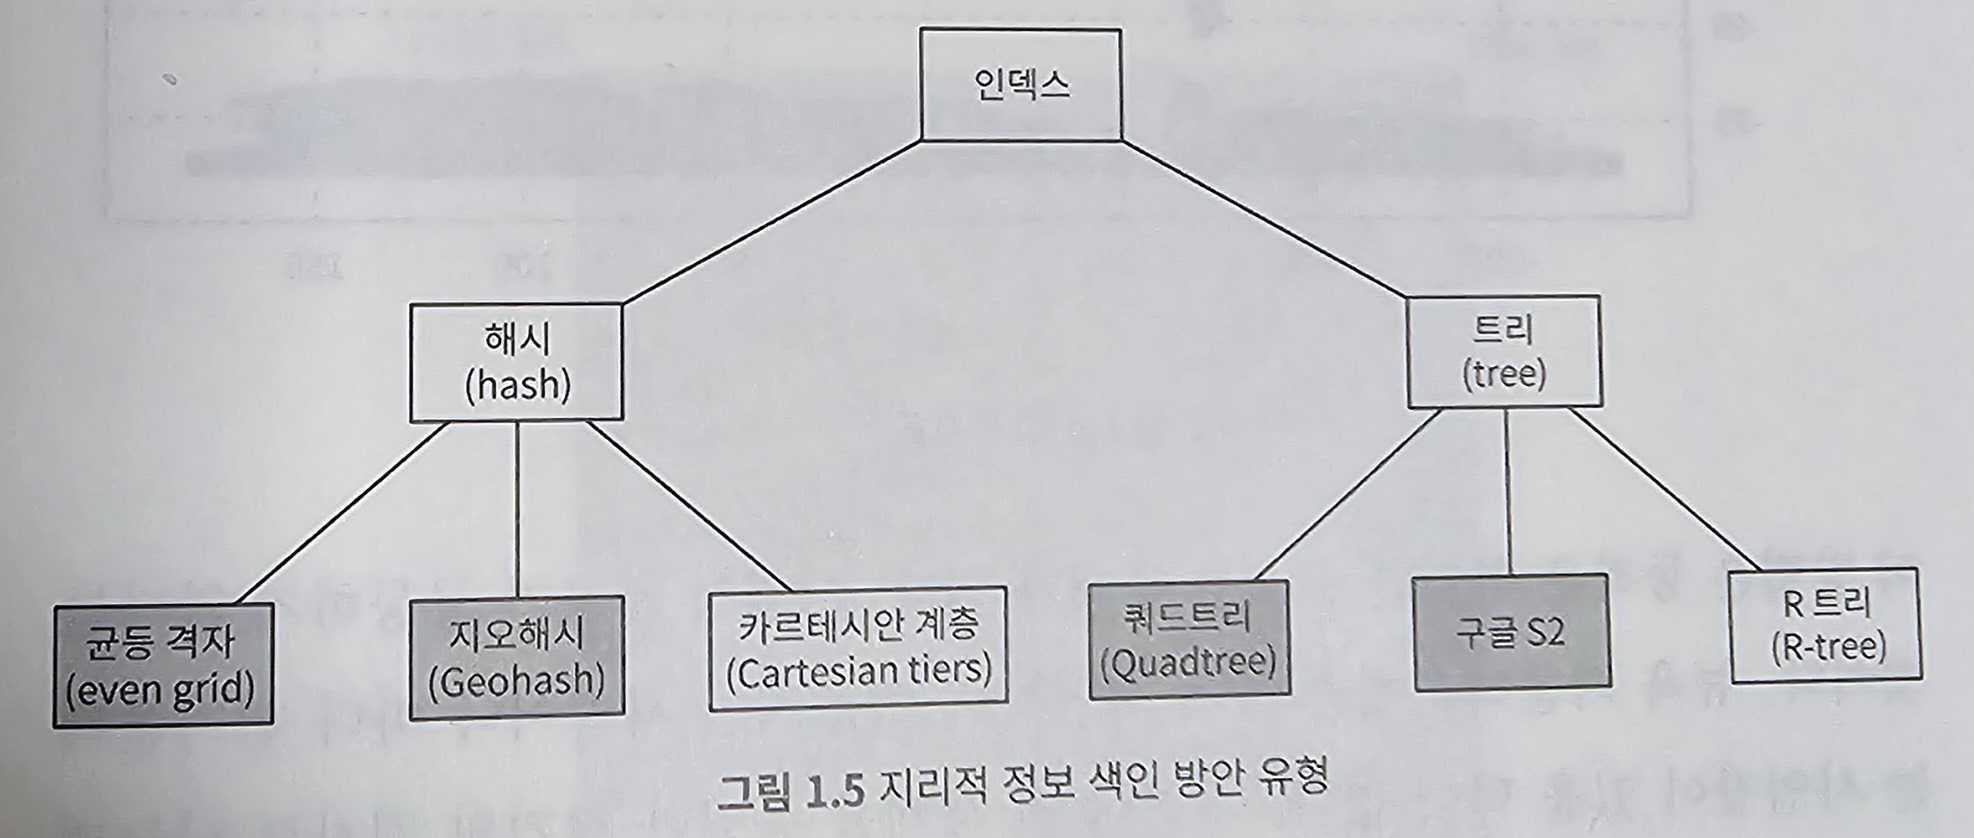 인덱스
해시
(hash)
트리
(tree)
균등 격자
(even grid)
지오해시
(Geohash)
카르테시안 계층
(Cartesian tiers)
쿼드트리
(Quadtree)
구글 S2
R 트리
(R-tree)
그림 1.5 지리적 정보 색인 방안 유형